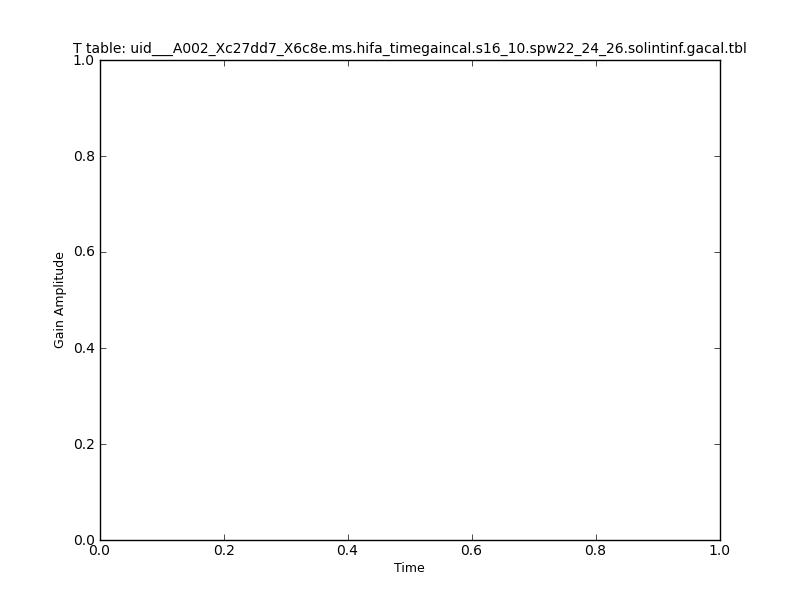 T table: uid___A002_Xc27dd7_X6c8e.ms.hifa_timegaincal.s16_10.spw22_24_26.solintinf.gacal.tbl
1.0
0.8
0.6
Gain Amplitude
0.4
0.2
0.0
0.0 0.2 0.4 0.6 0.8 1.0
Time